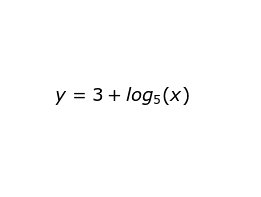 y = 3 + log₅(x)